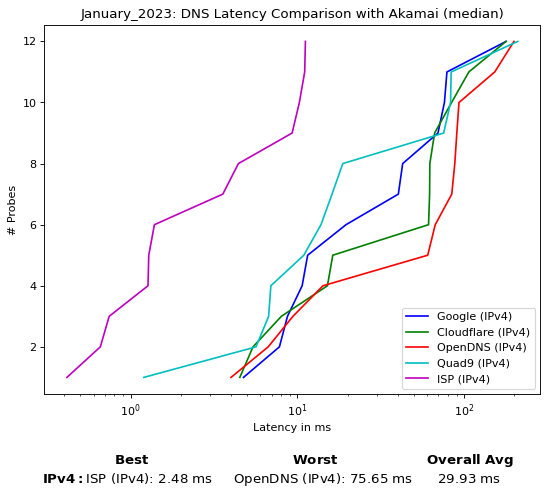 January_2023: DNS Latency Comparison with Akamai (median)
12
10
8
6
4
2
# Probes
10⁰
10¹
10²
Latency in ms
Google (IPv4)
Cloudflare (IPv4)
OpenDNS (IPv4)
Quad9 (IPv4)
ISP (IPv4)
Best Worst Overall Avg
IPv4: ISP (IPv4): 2.48 ms OpenDNS (IPv4): 75.65 ms 29.93 ms